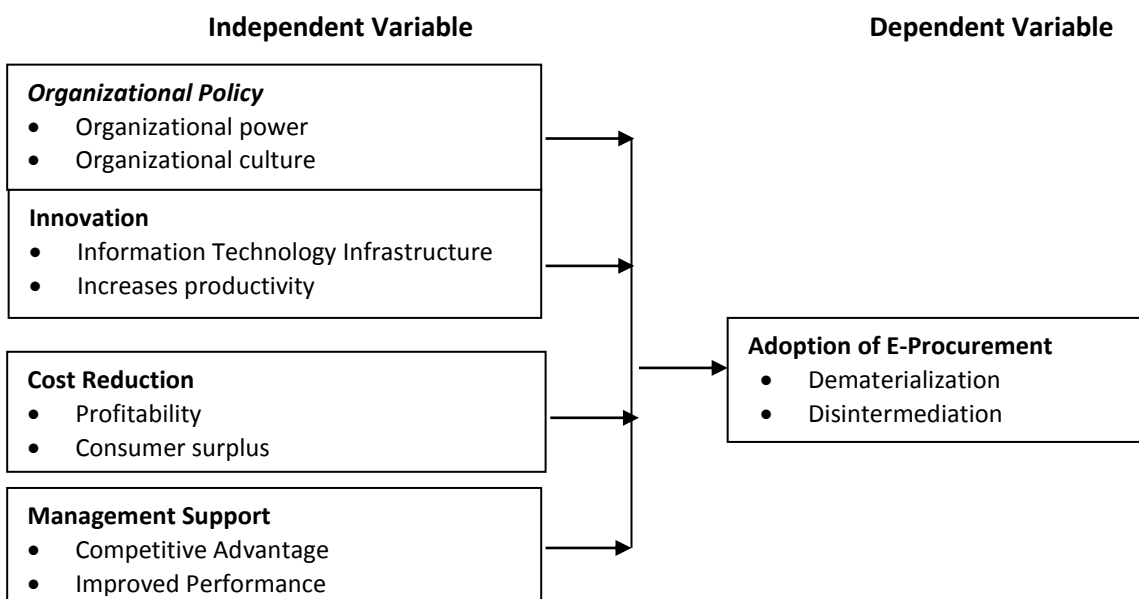 Independent Variable
Dependent Variable
Organizational Policy
• Organizational power
• Organizational culture
Innovation
• Information Technology Infrastructure
• Increases productivity
Cost Reduction
• Profitability
• Consumer surplus
Management Support
• Competitive Advantage
• Improved Performance
Adoption of E-Procurement
• Dematerialization
• Disintermediation